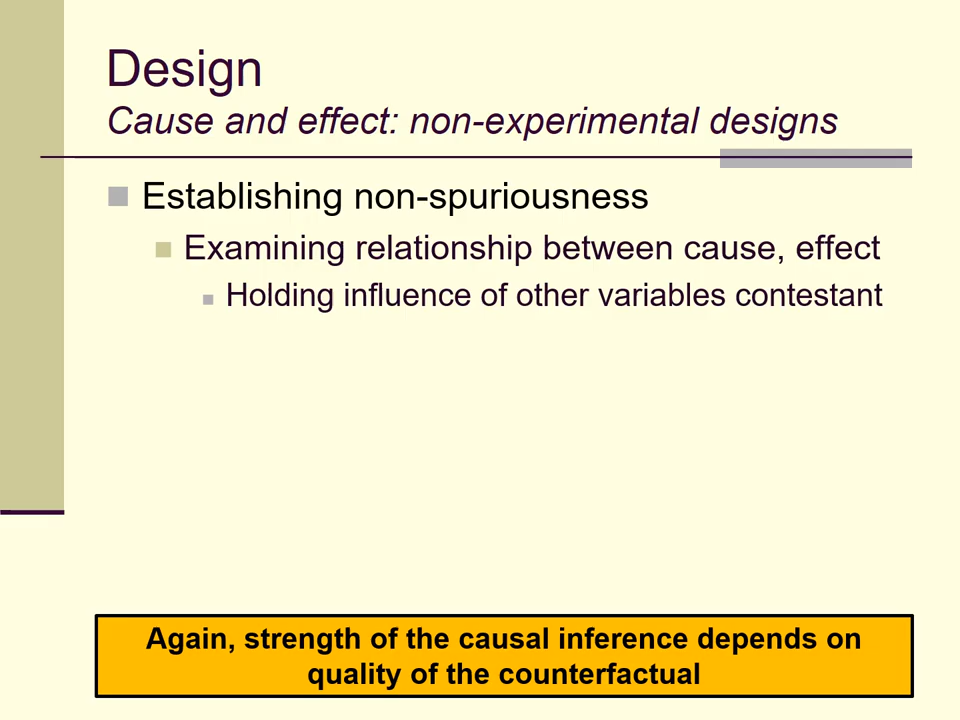 Design
Cause and effect: non-experimental designs
Establishing non-spuriousness
Examining relationship between cause, effect
Holding influence of other variables contestant
Again, strength of the causal inference depends on
quality of the counterfactual